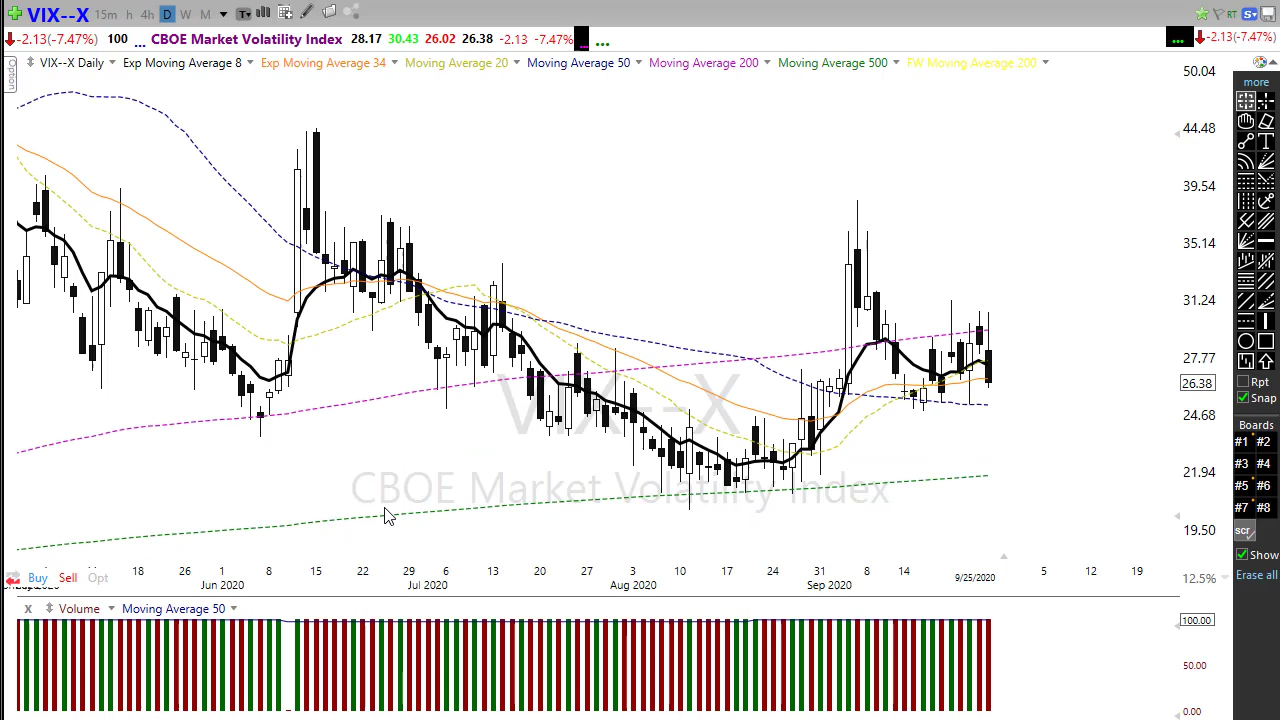 VIX--X 15m h 4h D W M T
RT S
-2.13(-7.47%) 100 ... CBOE Market Volatility Index 28.17 30.43 26.02 26.38 -2.13 -7.47% ... ...
... -2.13(-7.47%)
Option
VIX--X Daily Exp Moving Average 8 Exp Moving Average 34 Moving Average 20 Moving Average 50 Moving Average 200 Moving Average 500 FW Moving Average 200
50.04
44.48
39.54
35.14
31.24
27.77
26.38
24.68
21.94
19.50
12.5%
VIX--X
CBOE Market Volatility Index
18 26 1 8 15 22 29 6 13 20 27 3 10 17 24 31 8 14 9/25/2020 5 12 19
Jun 2020 Jul 2020 Aug 2020 Sep 2020
Buy Sell Opt
X Volume Moving Average 50
100.00
50.00
0.00
more
T
Rpt
Snap
Boards
#1 #2
#3 #4
#5 #6
#7 #8
scr
Show
Erase all